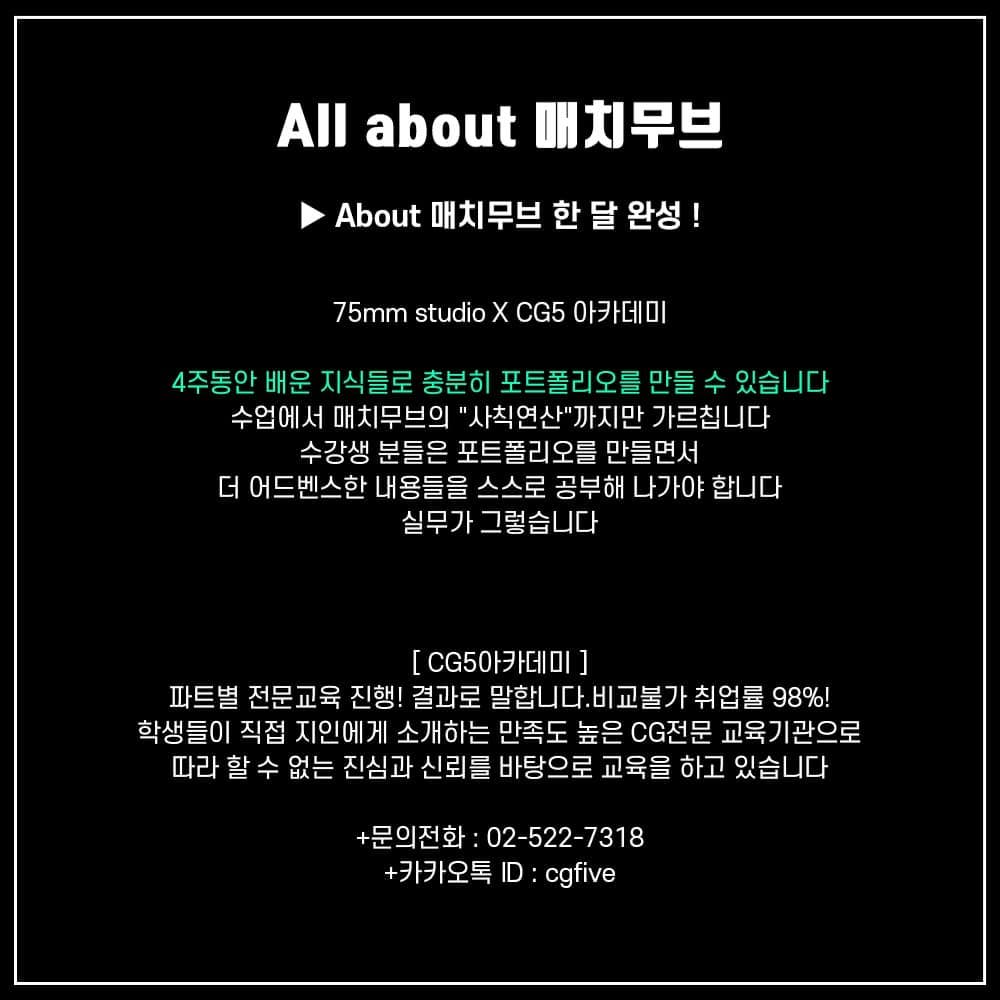 All about 매치무브
▶ About 매치무브 한 달 완성 !
75mm studio X CG5 아카데미
4주동안 배운 지식들로 충분히 포트폴리오를 만들 수 있습니다
수업에서 매치무브의 "사칙연산"까지만 가르칩니다
수강생 분들은 포트폴리오를 만들면서
더 어드벤스한 내용들을 스스로 공부해 나가야 합니다
실무가 그렇습니다
[ CG5아카데미 ]
파트별 전문교육 진행! 결과로 말합니다.비교불가 취업률 98%!
학생들이 직접 지인에게 소개하는 만족도 높은 CG전문 교육기관으로
따라 할 수 없는 진심과 신뢰를 바탕으로 교육을 하고 있습니다
+문의전화 : 02-522-7318
+카카오톡 ID : cgfive